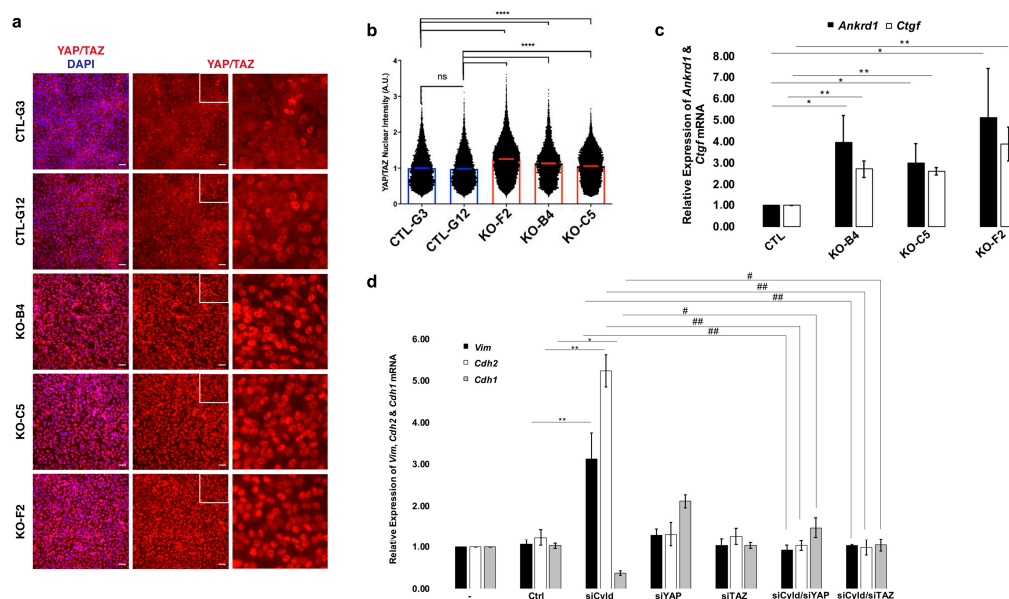 a
YAP/TAZ
DAPI
YAP/TAZ
CTL-G3
CTL-G12
KO-B4
KO-C5
KO-F2
b
****
****
ns
YAP/TAZ Nuclear Intensity (A.U.)
4
3
2
1
0
CTL-G3
CTL-G12
KO-F2
KO-B4
KO-C5
c
Ankrd1
Ctgf
Relative Expression of Ankrd1 &
Ctgf mRNA
8.00
7.00
6.00
5.00
4.00
3.00
2.00
1.00
0.00
**
*
**
*
**
*
CTL
KO-B4
KO-C5
KO-F2
d
Vim
Cdh2
Cdh1
Relative Expression of Vim, Cdh2 & Cdh1 mRNA
6.00
5.00
4.00
3.00
2.00
1.00
0.00
#
##
##
#
##
##
*
**
**
-
Ctrl
siCyld
siYAP
siTAZ
siCyld/siYAP
siCyld/siTAZ